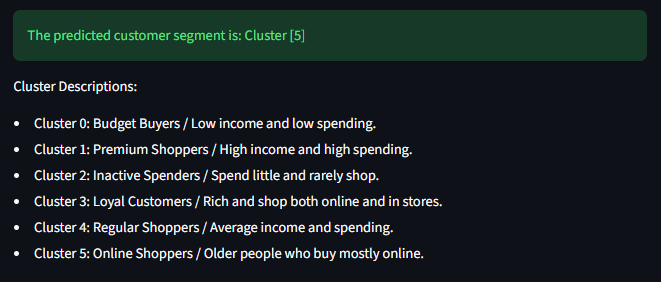 The predicted customer segment is: Cluster [5]
Cluster Descriptions:
• Cluster 0: Budget Buyers / Low income and low spending.
• Cluster 1: Premium Shoppers / High income and high spending.
• Cluster 2: Inactive Spenders / Spend little and rarely shop.
• Cluster 3: Loyal Customers / Rich and shop both online and in stores.
• Cluster 4: Regular Shoppers / Average income and spending.
• Cluster 5: Online Shoppers / Older people who buy mostly online.